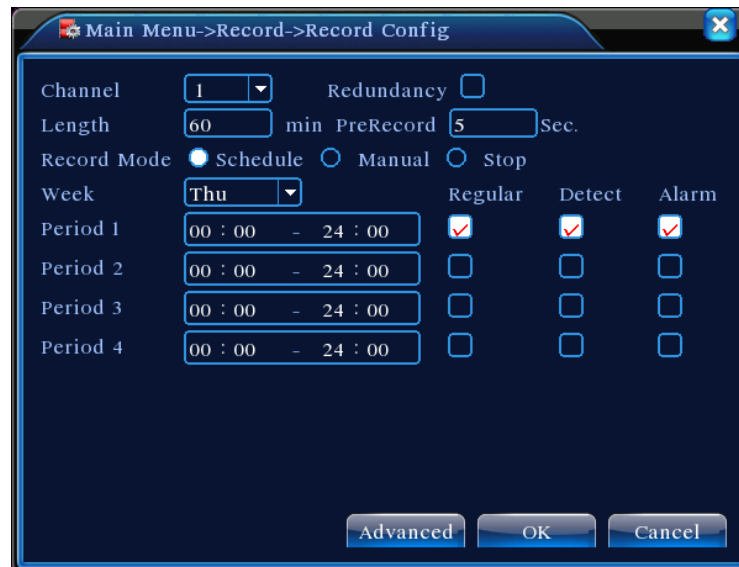 Main Menu->Record->Record Config
Channel 1 Redundancy
Length 60 min PreRecord 5 Sec.
Record Mode Schedule Manual Stop
Week Thu Regular Detect Alarm
Period 1 00 : 00 - 24 : 00
Period 2 00 : 00 - 24 : 00
Period 3 00 : 00 - 24 : 00
Period 4 00 : 00 - 24 : 00
Advanced OK Cancel